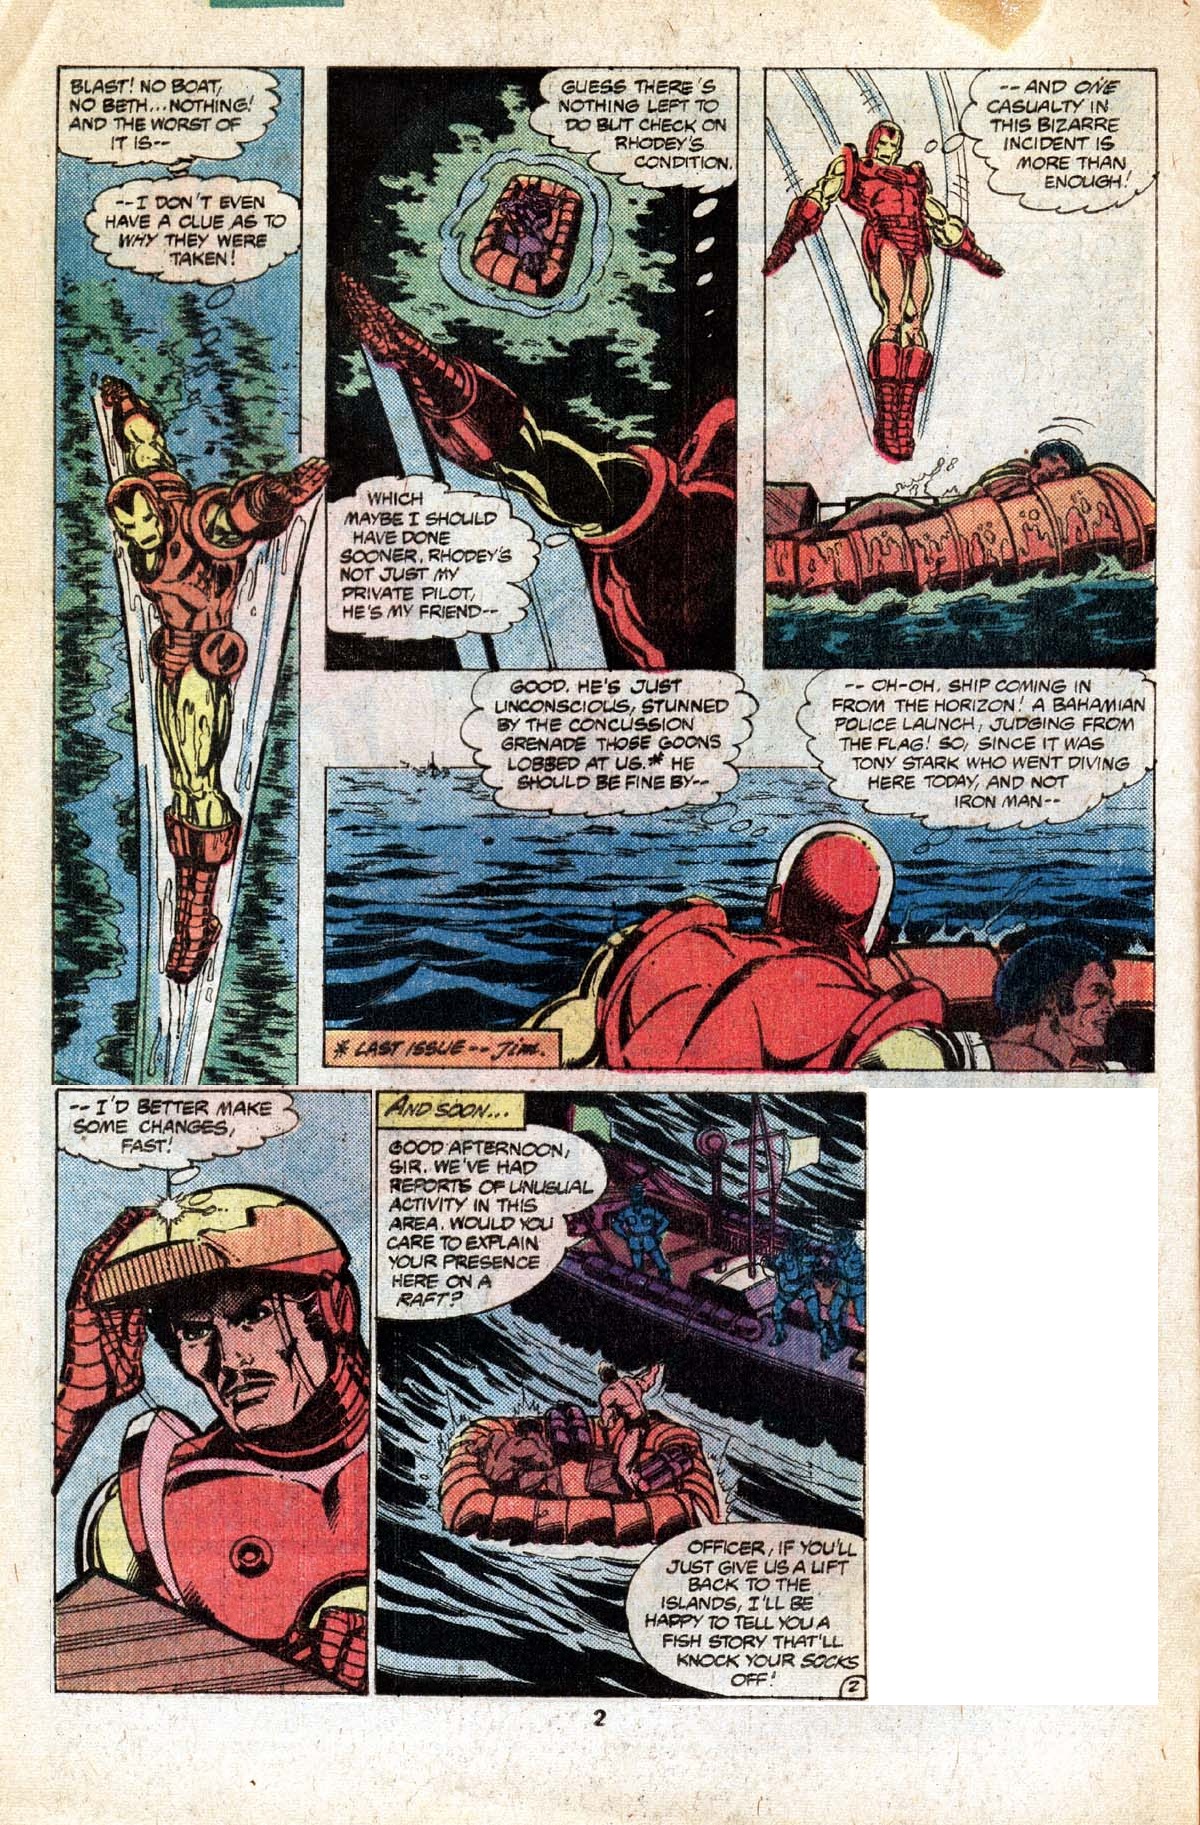 BLAST! NO BOAT,
NO BETH...NOTHING!
AND THE WORST OF
IT IS--
--I DON'T EVEN
HAVE A CLUE AS TO
WHY THEY WERE
TAKEN!
GUESS THERE'S
NOTHING LEFT TO
DO BUT CHECK ON
RHODEY'S
CONDITION.
WHICH
MAYBE I SHOULD
HAVE DONE
SOONER. RHODEY'S
NOT JUST MY
PRIVATE PILOT,
HE'S MY FRIEND--
--AND ONE
CASUALTY IN
THIS BIZARRE
INCIDENT IS
MORE THAN
ENOUGH!
GOOD. HE'S JUST
UNCONSCIOUS, STUNNED
BY THE CONCUSSION
GRENADE THOSE GOONS
LOBBED AT US.* HE
SHOULD BE FINE BY--
-- OH-OH. SHIP COMING IN
FROM THE HORIZON! A BAHAMIAN
POLICE LAUNCH, JUDGING FROM
THE FLAG! SO, SINCE IT WAS
TONY STARK WHO WENT DIVING
HERE TODAY, AND NOT
IRON MAN--
* LAST ISSUE -- Jim.
-- I'D BETTER MAKE
SOME CHANGES,
FAST!
AND SOON...
GOOD AFTERNOON,
SIR. WE'VE HAD
REPORTS OF UNUSUAL
ACTIVITY IN THIS
AREA. WOULD YOU
CARE TO EXPLAIN
YOUR PRESENCE
HERE ON A
RAFT?
OFFICER, IF YOU'LL
JUST GIVE US A LIFT
BACK TO THE
ISLANDS, I'LL BE
HAPPY TO TELL YOU A
FISH STORY THAT'LL
KNOCK YOUR SOCKS
OFF!
2
2